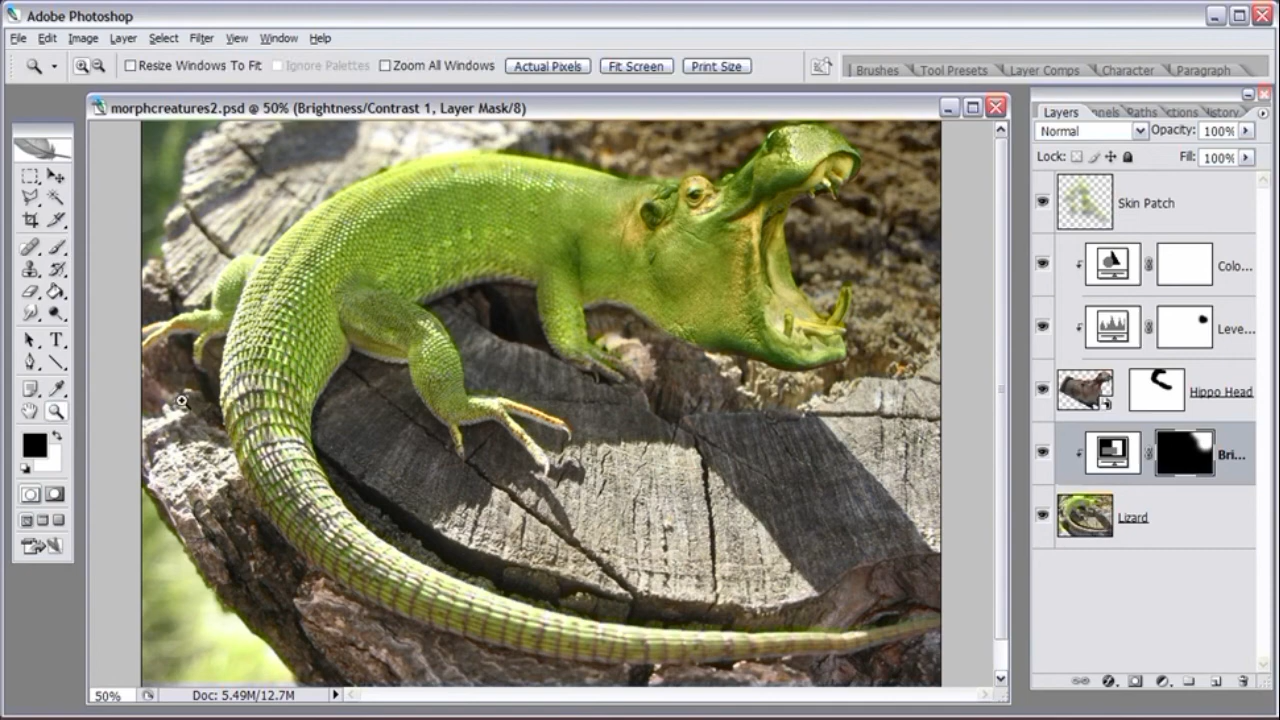 Adobe Photoshop
File Edit Image Layer Select Filter View Window Help
Resize Windows To Fit Ignore Palettes Zoom All Windows Actual Pixels Fit Screen Print Size Brushes Tool Presets Layer Comps Character Paragraph
morphcreatures2.psd @ 50% (Brightness/Contrast 1, Layer Mask/8)
Layers nnels Paths ctions History
Normal Opacity: 100%
Lock: Fill: 100%
Skin Patch
Colo...
Leve...
Hippo Head
Bri...
Lizard
50% Doc: 5.49M/12.7M